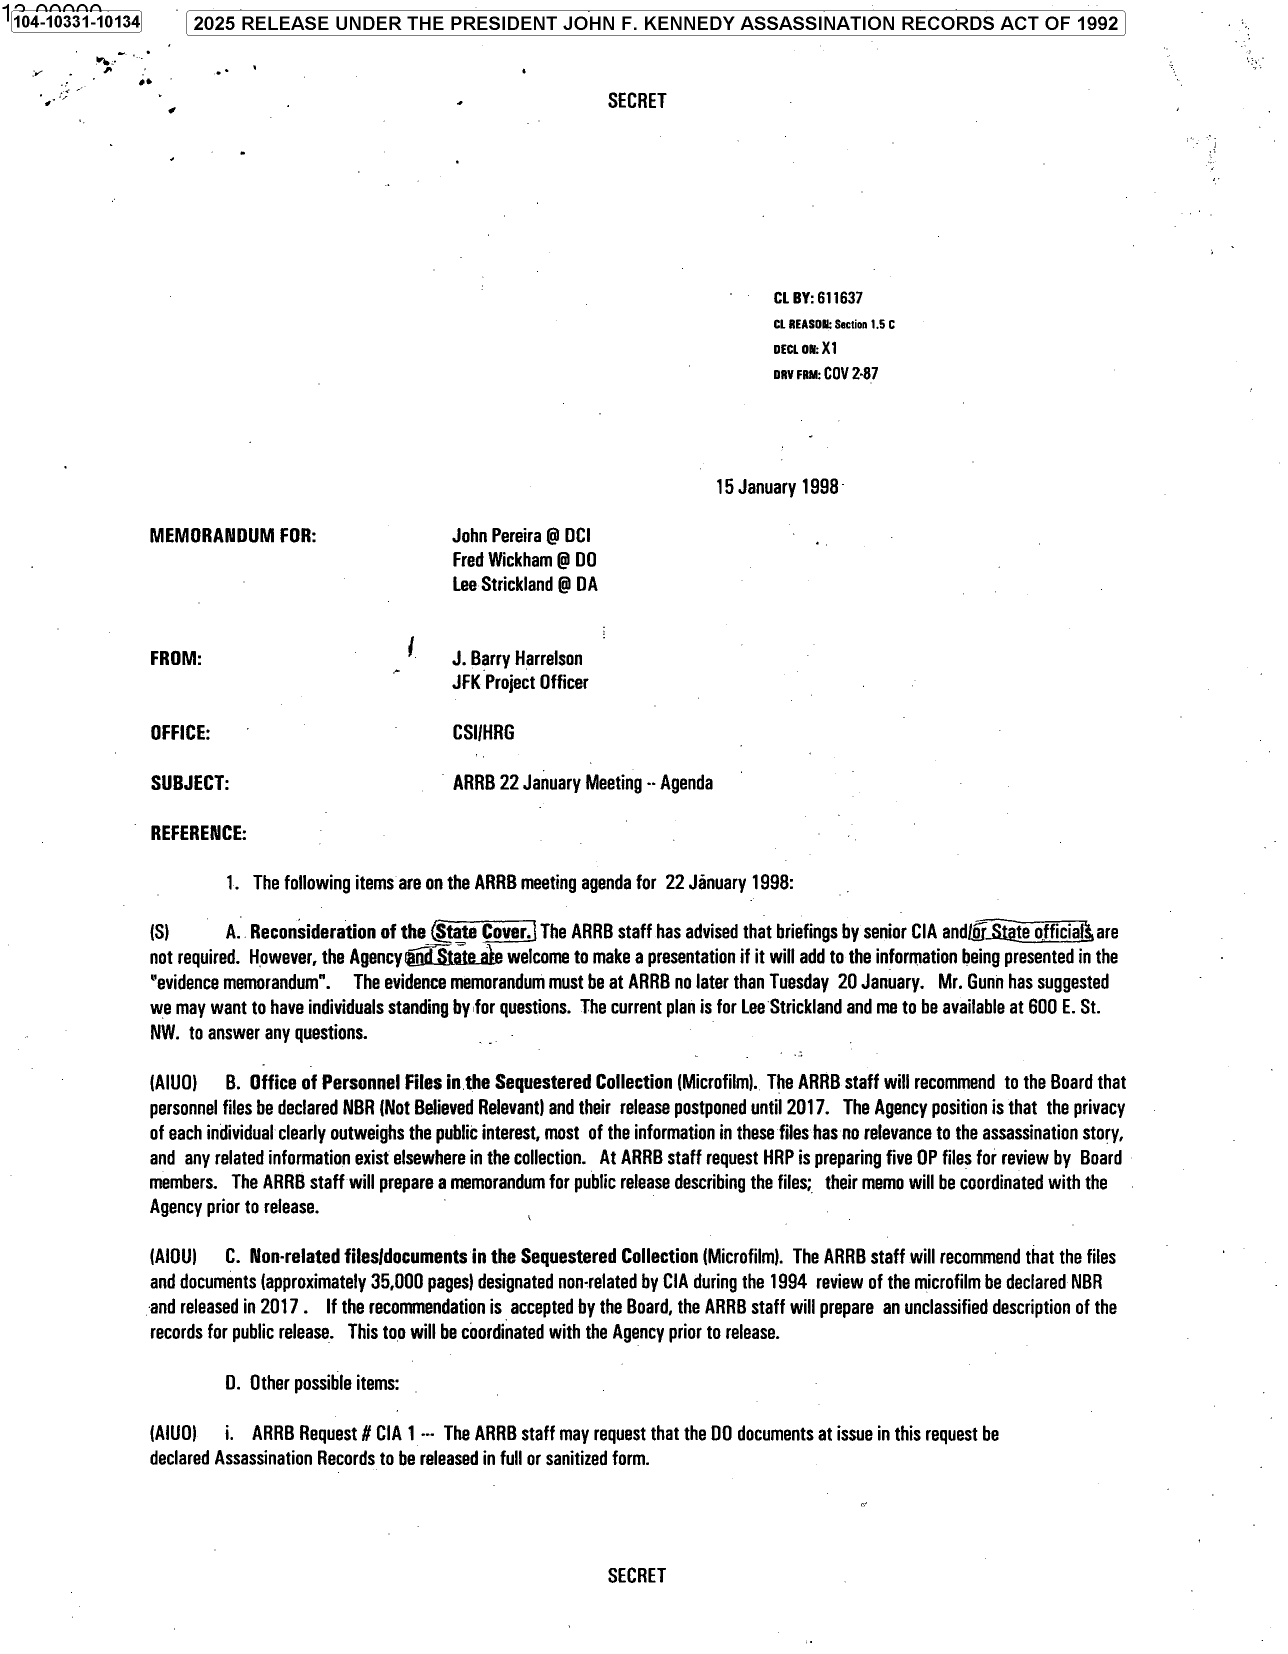 13-00000
104-10331-10134
2025 RELEASE UNDER THE PRESIDENT JOHN F. KENNEDY ASSASSINATION RECORDS ACT OF 1992
SECRET
CL BY: 611637
CL REASON: Section 1.5 C
DECL ON: X1
DRV FRM: COV 2-87
15 January 1998
MEMORANDUM FOR: John Pereira @ DCI
Fred Wickham @ DO
Lee Strickland @ DA
FROM: J. Barry Harrelson
JFK Project Officer
OFFICE: CSI/HRG
SUBJECT: ARRB 22 January Meeting -- Agenda
REFERENCE:
1. The following items are on the ARRB meeting agenda for 22 January 1998:
(S) A. Reconsideration of the State Cover. The ARRB staff has advised that briefings by senior CIA and/or State officials are
not required. However, the Agency and State are welcome to make a presentation if it will add to the information being presented in the
"evidence memorandum". The evidence memorandum must be at ARRB no later than Tuesday 20 January. Mr. Gunn has suggested
we may want to have individuals standing by for questions. The current plan is for Lee Strickland and me to be available at 600 E. St.
NW. to answer any questions.
(AIUO) B. Office of Personnel Files in the Sequestered Collection (Microfilm). The ARRB staff will recommend to the Board that
personnel files be declared NBR (Not Believed Relevant) and their release postponed until 2017. The Agency position is that the privacy
of each individual clearly outweighs the public interest, most of the information in these files has no relevance to the assassination story,
and any related information exist elsewhere in the collection. At ARRB staff request HRP is preparing five OP files for review by Board
members. The ARRB staff will prepare a memorandum for public release describing the files; their memo will be coordinated with the
Agency prior to release.
(AIOU) C. Non-related files/documents in the Sequestered Collection (Microfilm). The ARRB staff will recommend that the files
and documents (approximately 35,000 pages) designated non-related by CIA during the 1994 review of the microfilm be declared NBR
and released in 2017 . If the recommendation is accepted by the Board, the ARRB staff will prepare an unclassified description of the
records for public release. This too will be coordinated with the Agency prior to release.
D. Other possible items:
(AIUO) i. ARRB Request # CIA 1 --- The ARRB staff may request that the DO documents at issue in this request be
declared Assassination Records to be released in full or sanitized form.
SECRET